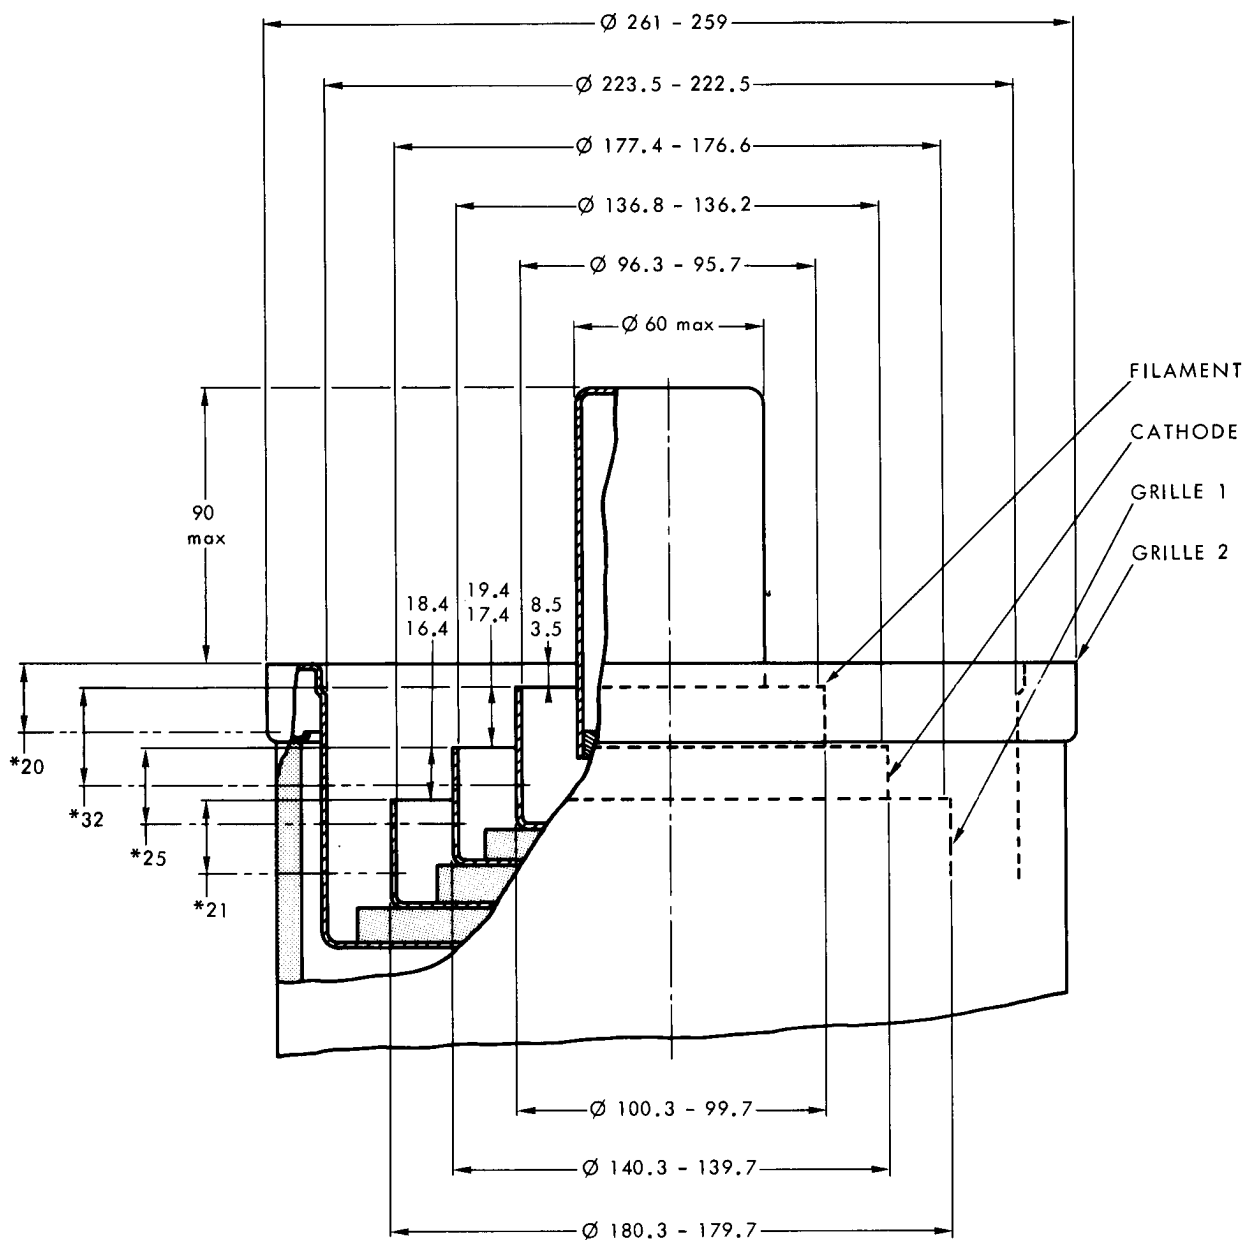 Ø 261 - 259
Ø 223.5 - 222.5
Ø 177.4 - 176.6
Ø 136.8 - 136.2
Ø 96.3 - 95.7
Ø 60 max
FILAMENT
CATHODE
GRILLE 1
GRILLE 2
90
max
18.4
16.4
19.4
17.4
8.5
3.5
*20
*32
*25
*21
Ø 100.3 - 99.7
Ø 140.3 - 139.7
Ø 180.3 - 179.7